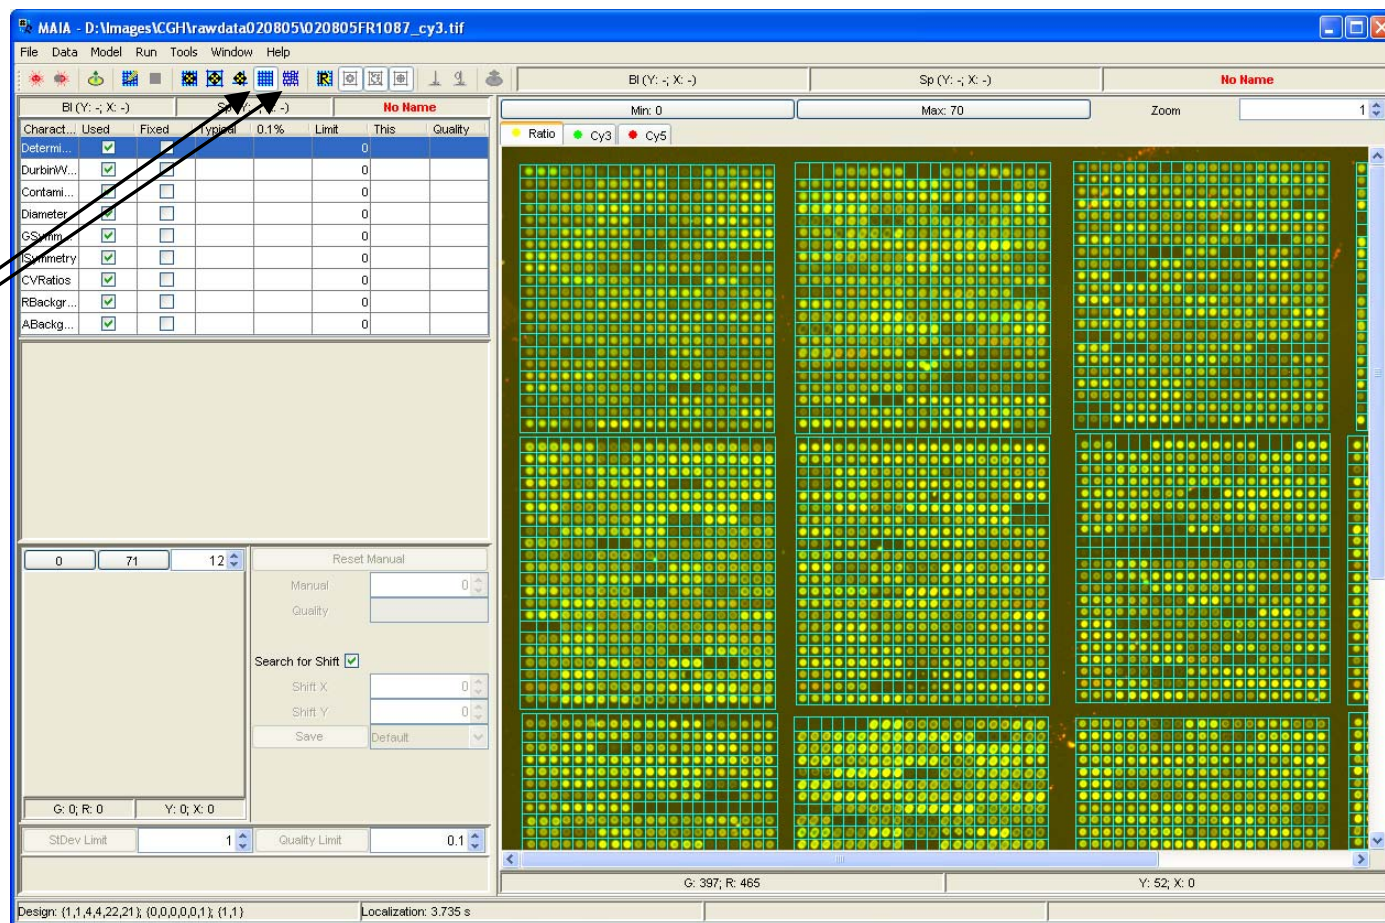 MAIA - D:\Images\CGH\rawdata020805\020805FR1087_cy3.tif
File Data Model Run Tools Window Help
R
Bl (Y: -; X: -) Sp (Y: -; X: -) No Name
Bl (Y: -; X: -) No Name
Min: 0 Max: 70 Zoom 1
Charact... Used Fixed Typical 0.1% Limit This Quality
Ratio Cy3 Cy5
Determi... 0
DurbinW... 0
Contami... 0
Diameter 0
GSymm... 0
ISymmetry 0
CVRatios 0
RBackgr... 0
ABackg... 0
0 71 12 Reset Manual
Manual 0
Quality
Search for Shift
Shift X 0
Shift Y 0
Save Default
G: 0; R: 0 Y: 0; X: 0
StDev Limit 1 Quality Limit 0.1
G: 397; R: 465 Y: 52; X: 0
Design: {1,1,4,4,22,21}; {0,0,0,0,0,1}; {1,1} Localization: 3.735 s